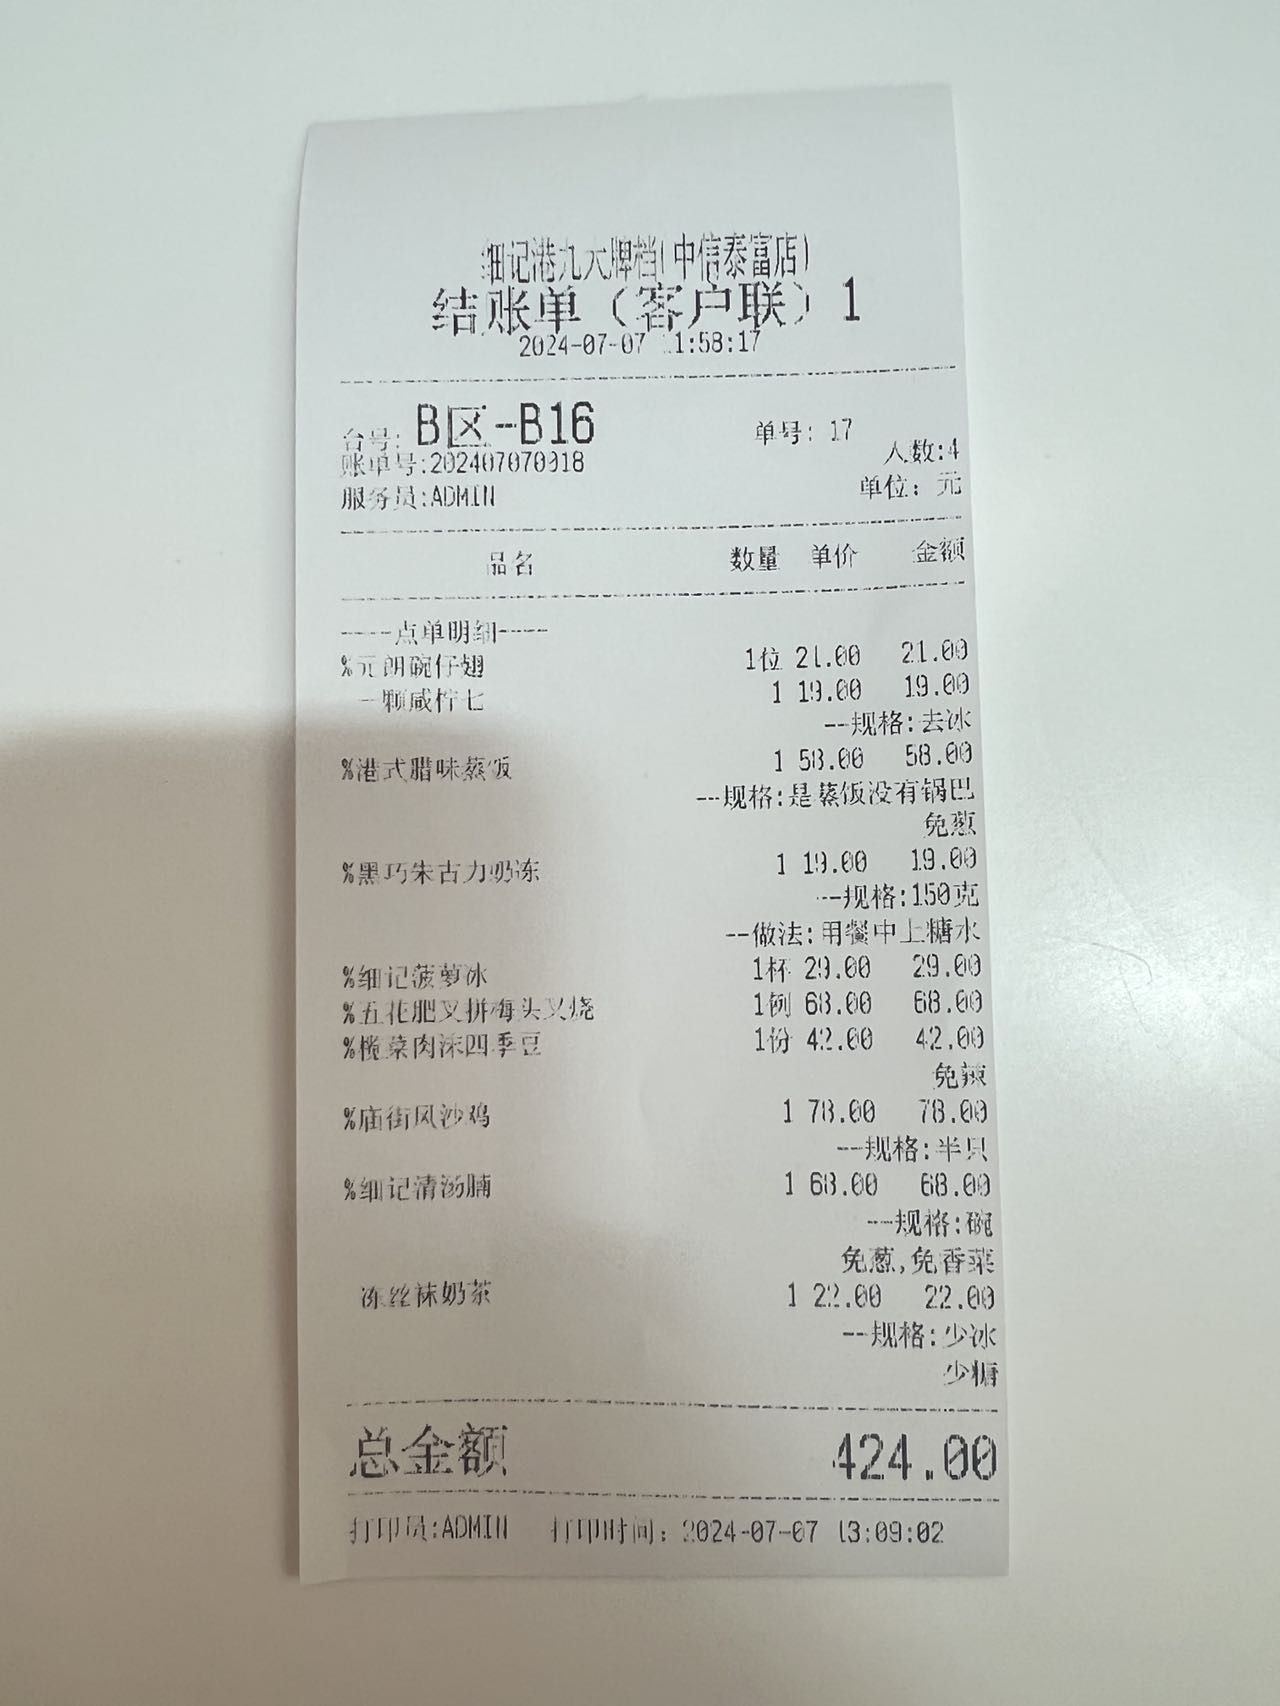 细记港九大牌档(中信泰富店)
结账单（客户联）1
2024-07-07 11:58:17
台号: B区-B16 单号: 17
账单号:202407070018 人数:4
服务员:ADMIN 单位: 元
品名 数量 单价 金额
----点单明细----
%元朗碗仔翅 1位 21.00 21.00
一颗咸柠七 1 19.00 19.00
--规格:去冰
%港式腊味蒸饭 1 58.00 58.00
--规格:是蒸饭没有锅巴
免葱
%黑巧朱古力奶冻 1 19.00 19.00
--规格:150克
--做法:用餐中上糖水
%细记菠萝冰 1杯 29.00 29.00
%五花肥叉拼梅头叉烧 1例 68.00 68.00
%榄菜肉沫四季豆 1份 42.00 42.00
免辣
%庙街风沙鸡 1 78.00 78.00
--规格:半只
%细记清汤腩 1 68.00 68.00
--规格:碗
免葱,免香菜
冻丝袜奶茶 1 22.00 22.00
--规格:少冰
少糖
总金额 424.00
打印员:ADMIN 打印时间: 2024-07-07 13:09:02